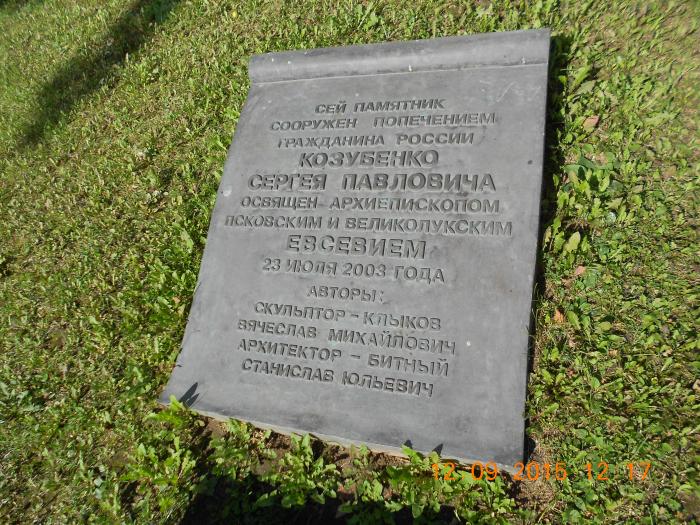 СЕЙ ПАМЯТНИК
СООРУЖЕН ПОПЕЧЕНИЕМ
ГРАЖДАНИНА РОССИИ
КОЗУБЕНКО
СЕРГЕЯ ПАВЛОВИЧА
ОСВЯЩЕН АРХИЕПИСКОПОМ
ПСКОВСКИМ И ВЕЛИКОЛУКСКИМ
ЕВСЕВИЕМ
23 ИЮЛЯ 2003 ГОДА
АВТОРЫ:
СКУЛЬПТОР – КЛЫКОВ
ВЯЧЕСЛАВ МИХАЙЛОВИЧ
АРХИТЕКТОР – БИТНЫЙ
СТАНИСЛАВ ЮЛЬЕВИЧ
12 09 2015 12 17